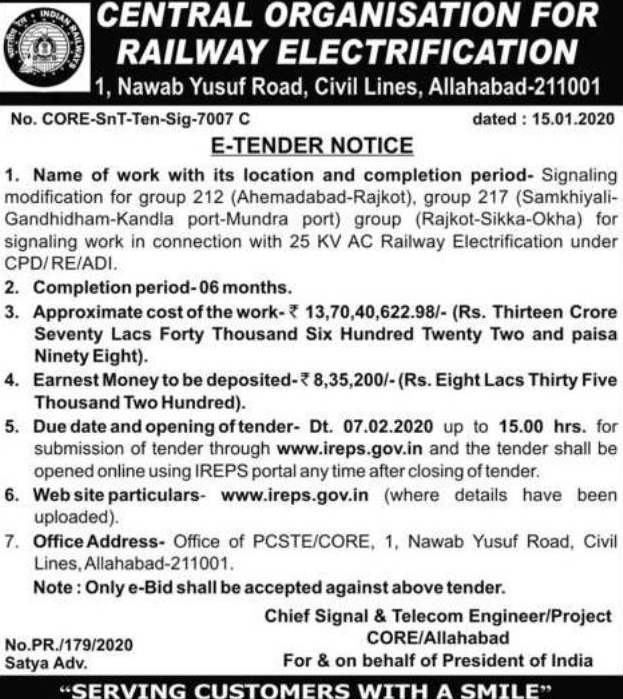 CENTRAL ORGANISATION FOR
RAILWAY ELECTRIFICATION
1, Nawab Yusuf Road, Civil Lines, Allahabad-211001
No. CORE-SnT-Ten-Sig-7007 C dated : 15.01.2020
E-TENDER NOTICE
1. Name of work with its location and completion period- Signaling
modification for group 212 (Ahemadabad-Rajkot), group 217 (Samkhiyali-
Gandhidham-Kandla port-Mundra port) group (Rajkot-Sikka-Okha) for
signaling work in connection with 25 KV AC Railway Electrification under
CPD/RE/ADI.
2. Completion period- 06 months.
3. Approximate cost of the work- ₹ 13,70,40,622.98/- (Rs. Thirteen Crore
Seventy Lacs Forty Thousand Six Hundred Twenty Two and paisa
Ninety Eight).
4. Earnest Money to be deposited- ₹ 8,35,200/- (Rs. Eight Lacs Thirty Five
Thousand Two Hundred).
5. Due date and opening of tender- Dt. 07.02.2020 up to 15.00 hrs. for
submission of tender through www.ireps.gov.in and the tender shall be
opened online using IREPS portal any time after closing of tender.
6. Web site particulars- www.ireps.gov.in (where details have been
uploaded).
7. Office Address- Office of PCSTE/CORE, 1, Nawab Yusuf Road, Civil
Lines, Allahabad-211001.
Note : Only e-Bid shall be accepted against above tender.
Chief Signal & Telecom Engineer/Project
CORE/Allahabad
For & on behalf of President of India
No.PR./179/2020
Satya Adv.
"SERVING CUSTOMERS WITH A SMILE"